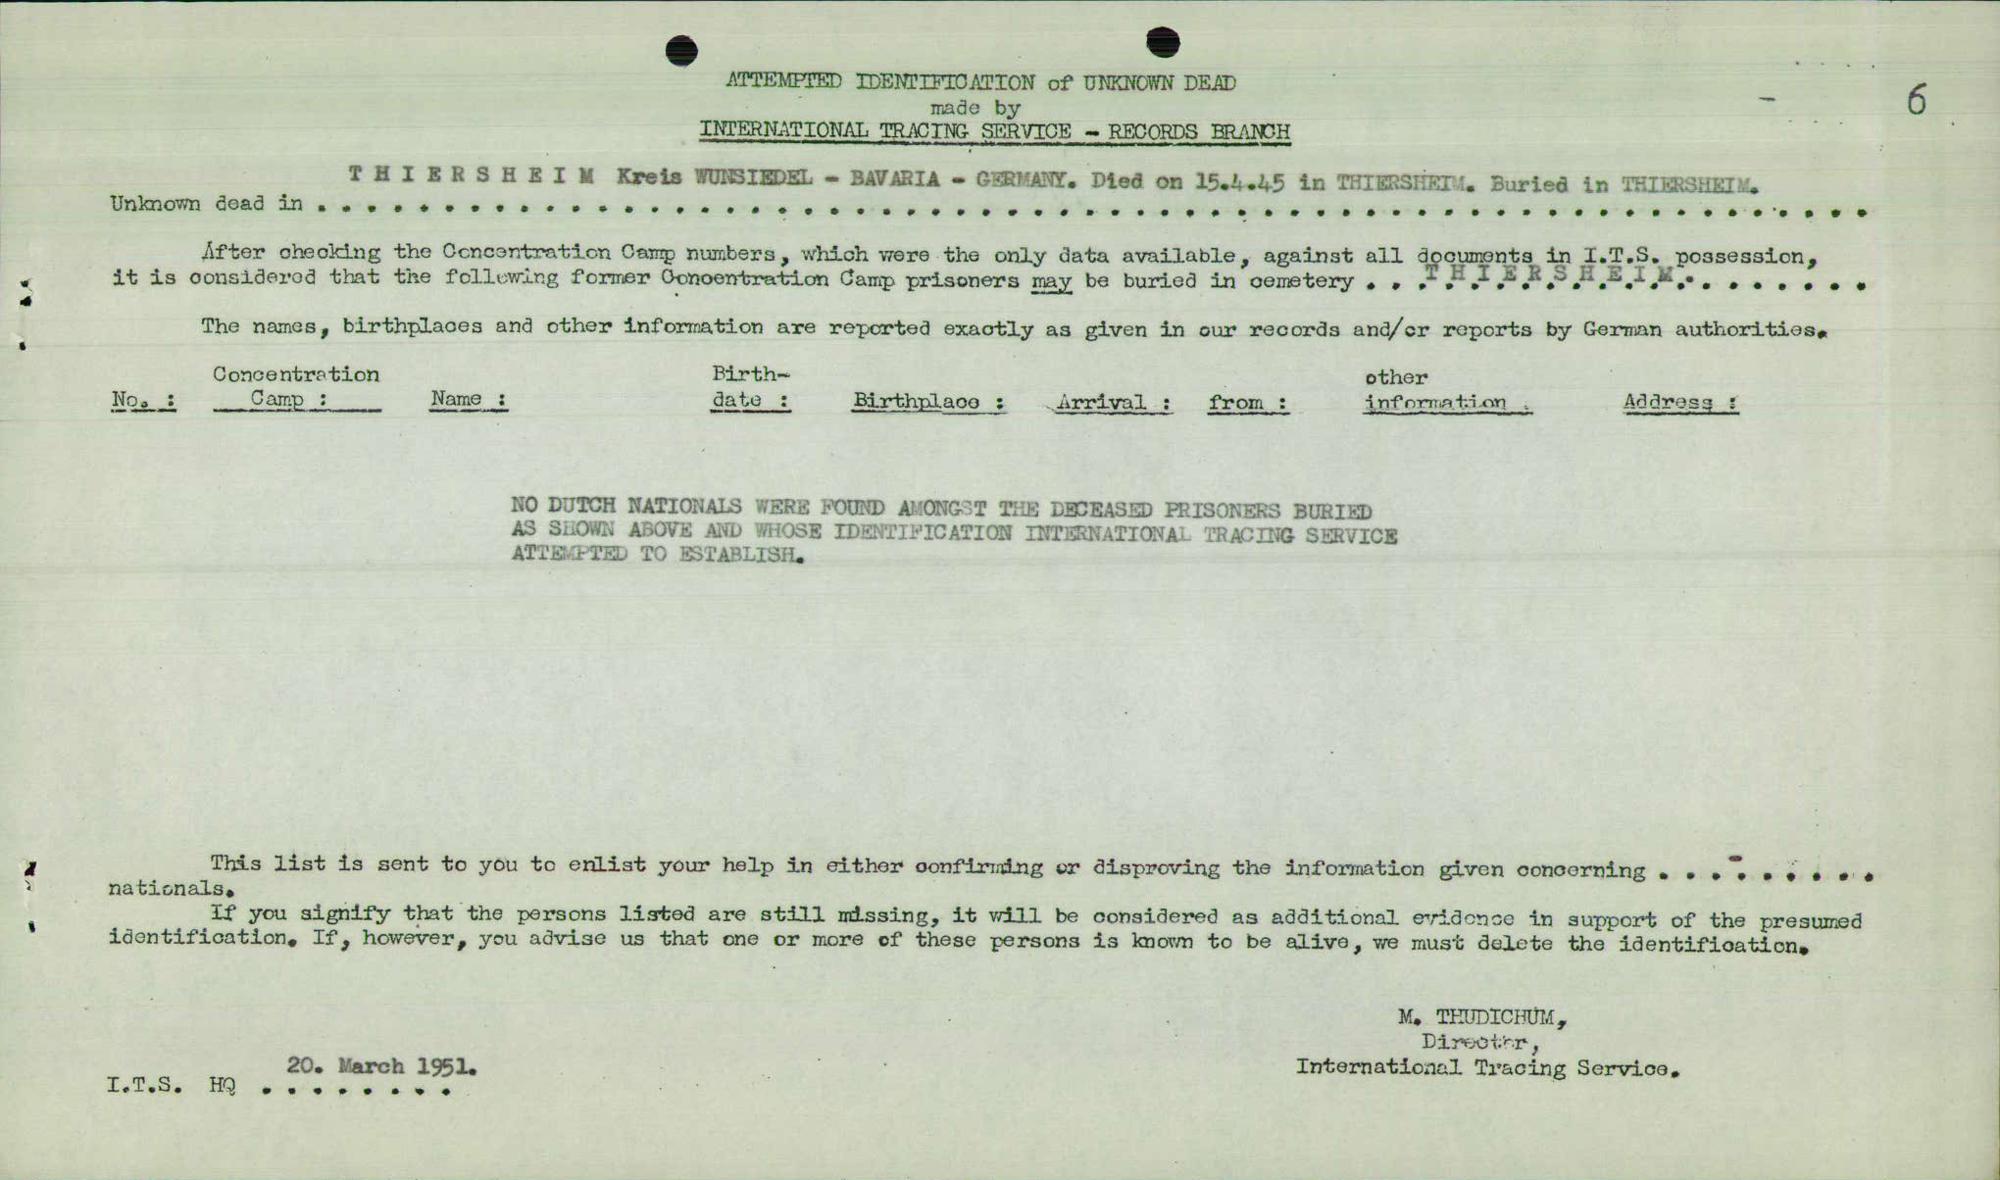 ATTEMPTED IDENTIFICATION of UNKNOWN DEAD
made by
INTERNATIONAL TRACING SERVICE - RECORDS BRANCH
6
T H I E R S H E I M Kreis WUNSIEDEL - BAVARIA - GERMANY. Died on 15.4.45 in THIERSHEIM. Buried in THIERSHEIM.
Unknown dead in . . . . . . . . . . . . . . . . . . . . . . . . . . . . . . . . . . . . . . . . . . . . . . . . . . . . . . . . . . . . .
After checking the Concentration Camp numbers, which were the only data available, against all documents in I.T.S. possession,
it is considered that the following former Concentration Camp prisoners may be buried in cemetery . . . T H I E R S H E I M . . . . . . . .
The names, birthplaces and other information are reported exactly as given in our records and/or reports by German authorities.
No. : Concentration Camp : Name : Birth-date : Birthplace : Arrival : from : other information : Address :
NO DUTCH NATIONALS WERE FOUND AMONGST THE DECEASED PRISONERS BURIED
AS SHOWN ABOVE AND WHOSE IDENTIFICATION INTERNATIONAL TRACING SERVICE
ATTEMPTED TO ESTABLISH.
This list is sent to you to enlist your help in either confirming or disproving the information given concerning . . . - . . . . . .
nationals.
If you signify that the persons listed are still missing, it will be considered as additional evidence in support of the presumed
identification. If, however, you advise us that one or more of these persons is known to be alive, we must delete the identification.
M. THUDICHUM,
Director,
International Tracing Service.
20. March 1951.
I.T.S. HQ . . . . . . . .